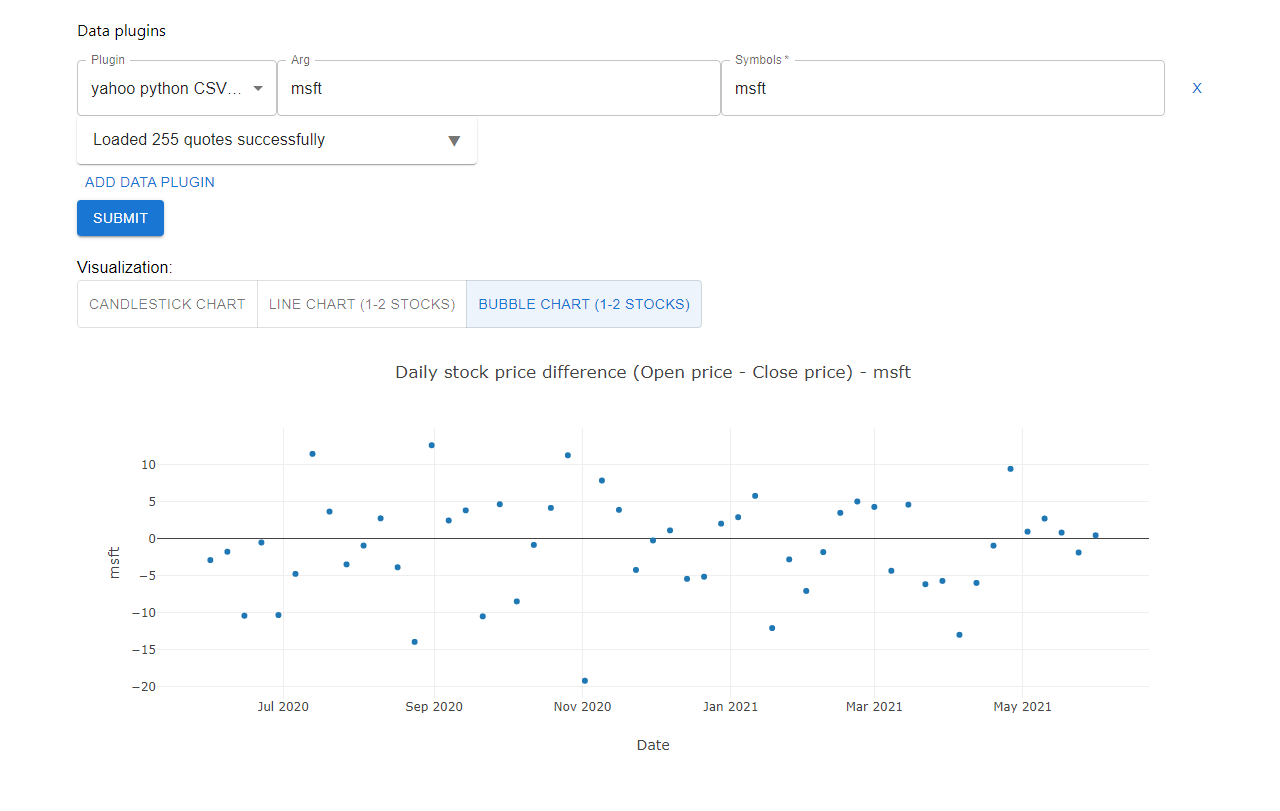 Data plugins
Plugin Arg Symbols *
yahoo python CSV... msft msft X
Loaded 255 quotes successfully
ADD DATA PLUGIN
SUBMIT
Visualization:
CANDLESTICK CHART LINE CHART (1-2 STOCKS) BUBBLE CHART (1-2 STOCKS)
Daily stock price difference (Open price - Close price) - msft
10
5
0
−5
−10
−15
−20
msft
Jul 2020 Sep 2020 Nov 2020 Jan 2021 Mar 2021 May 2021
Date